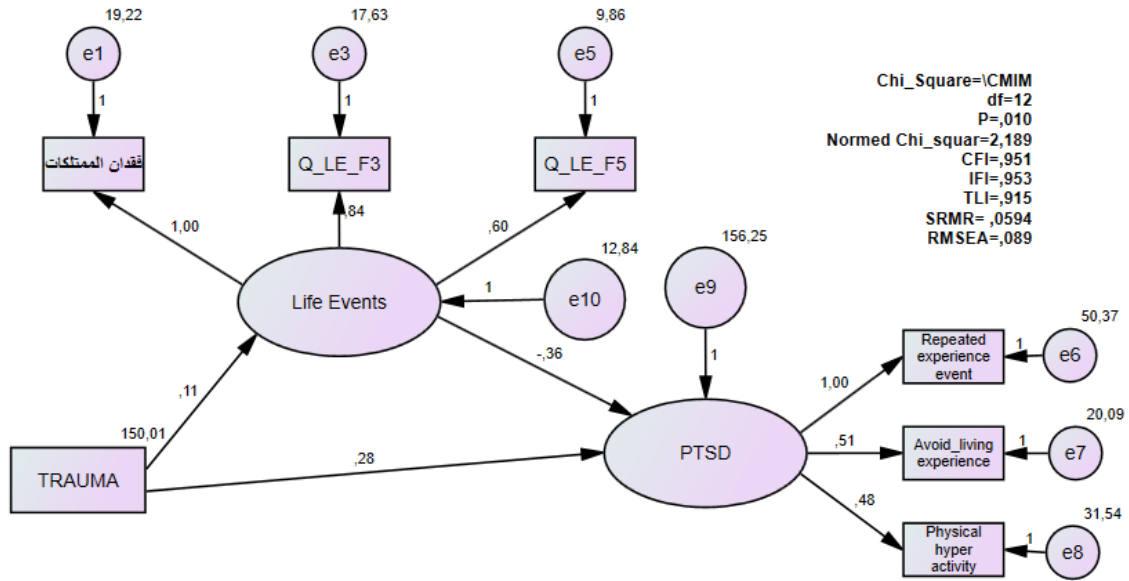 19,22
17,63
9,86
e1
e3
e5
1
1
1
فقدان الممتلكات
Q_LE_F3
Q_LE_F5
Chi_Square=\CMIM
df=12
P=,010
Normed Chi_squar=2,189
CFI=,951
IFI=,953
TLI=,915
SRMR= ,0594
RMSEA=,089
1,00
,84
,60
12,84
156,25
Life Events
1
e10
e9
-,36
1
,11
150,01
TRAUMA
,28
PTSD
1,00
,51
,48
50,37
Repeated
experience
event
1
e6
20,09
Avoid_living
experience
1
e7
31,54
Physical
hyper
activity
1
e8